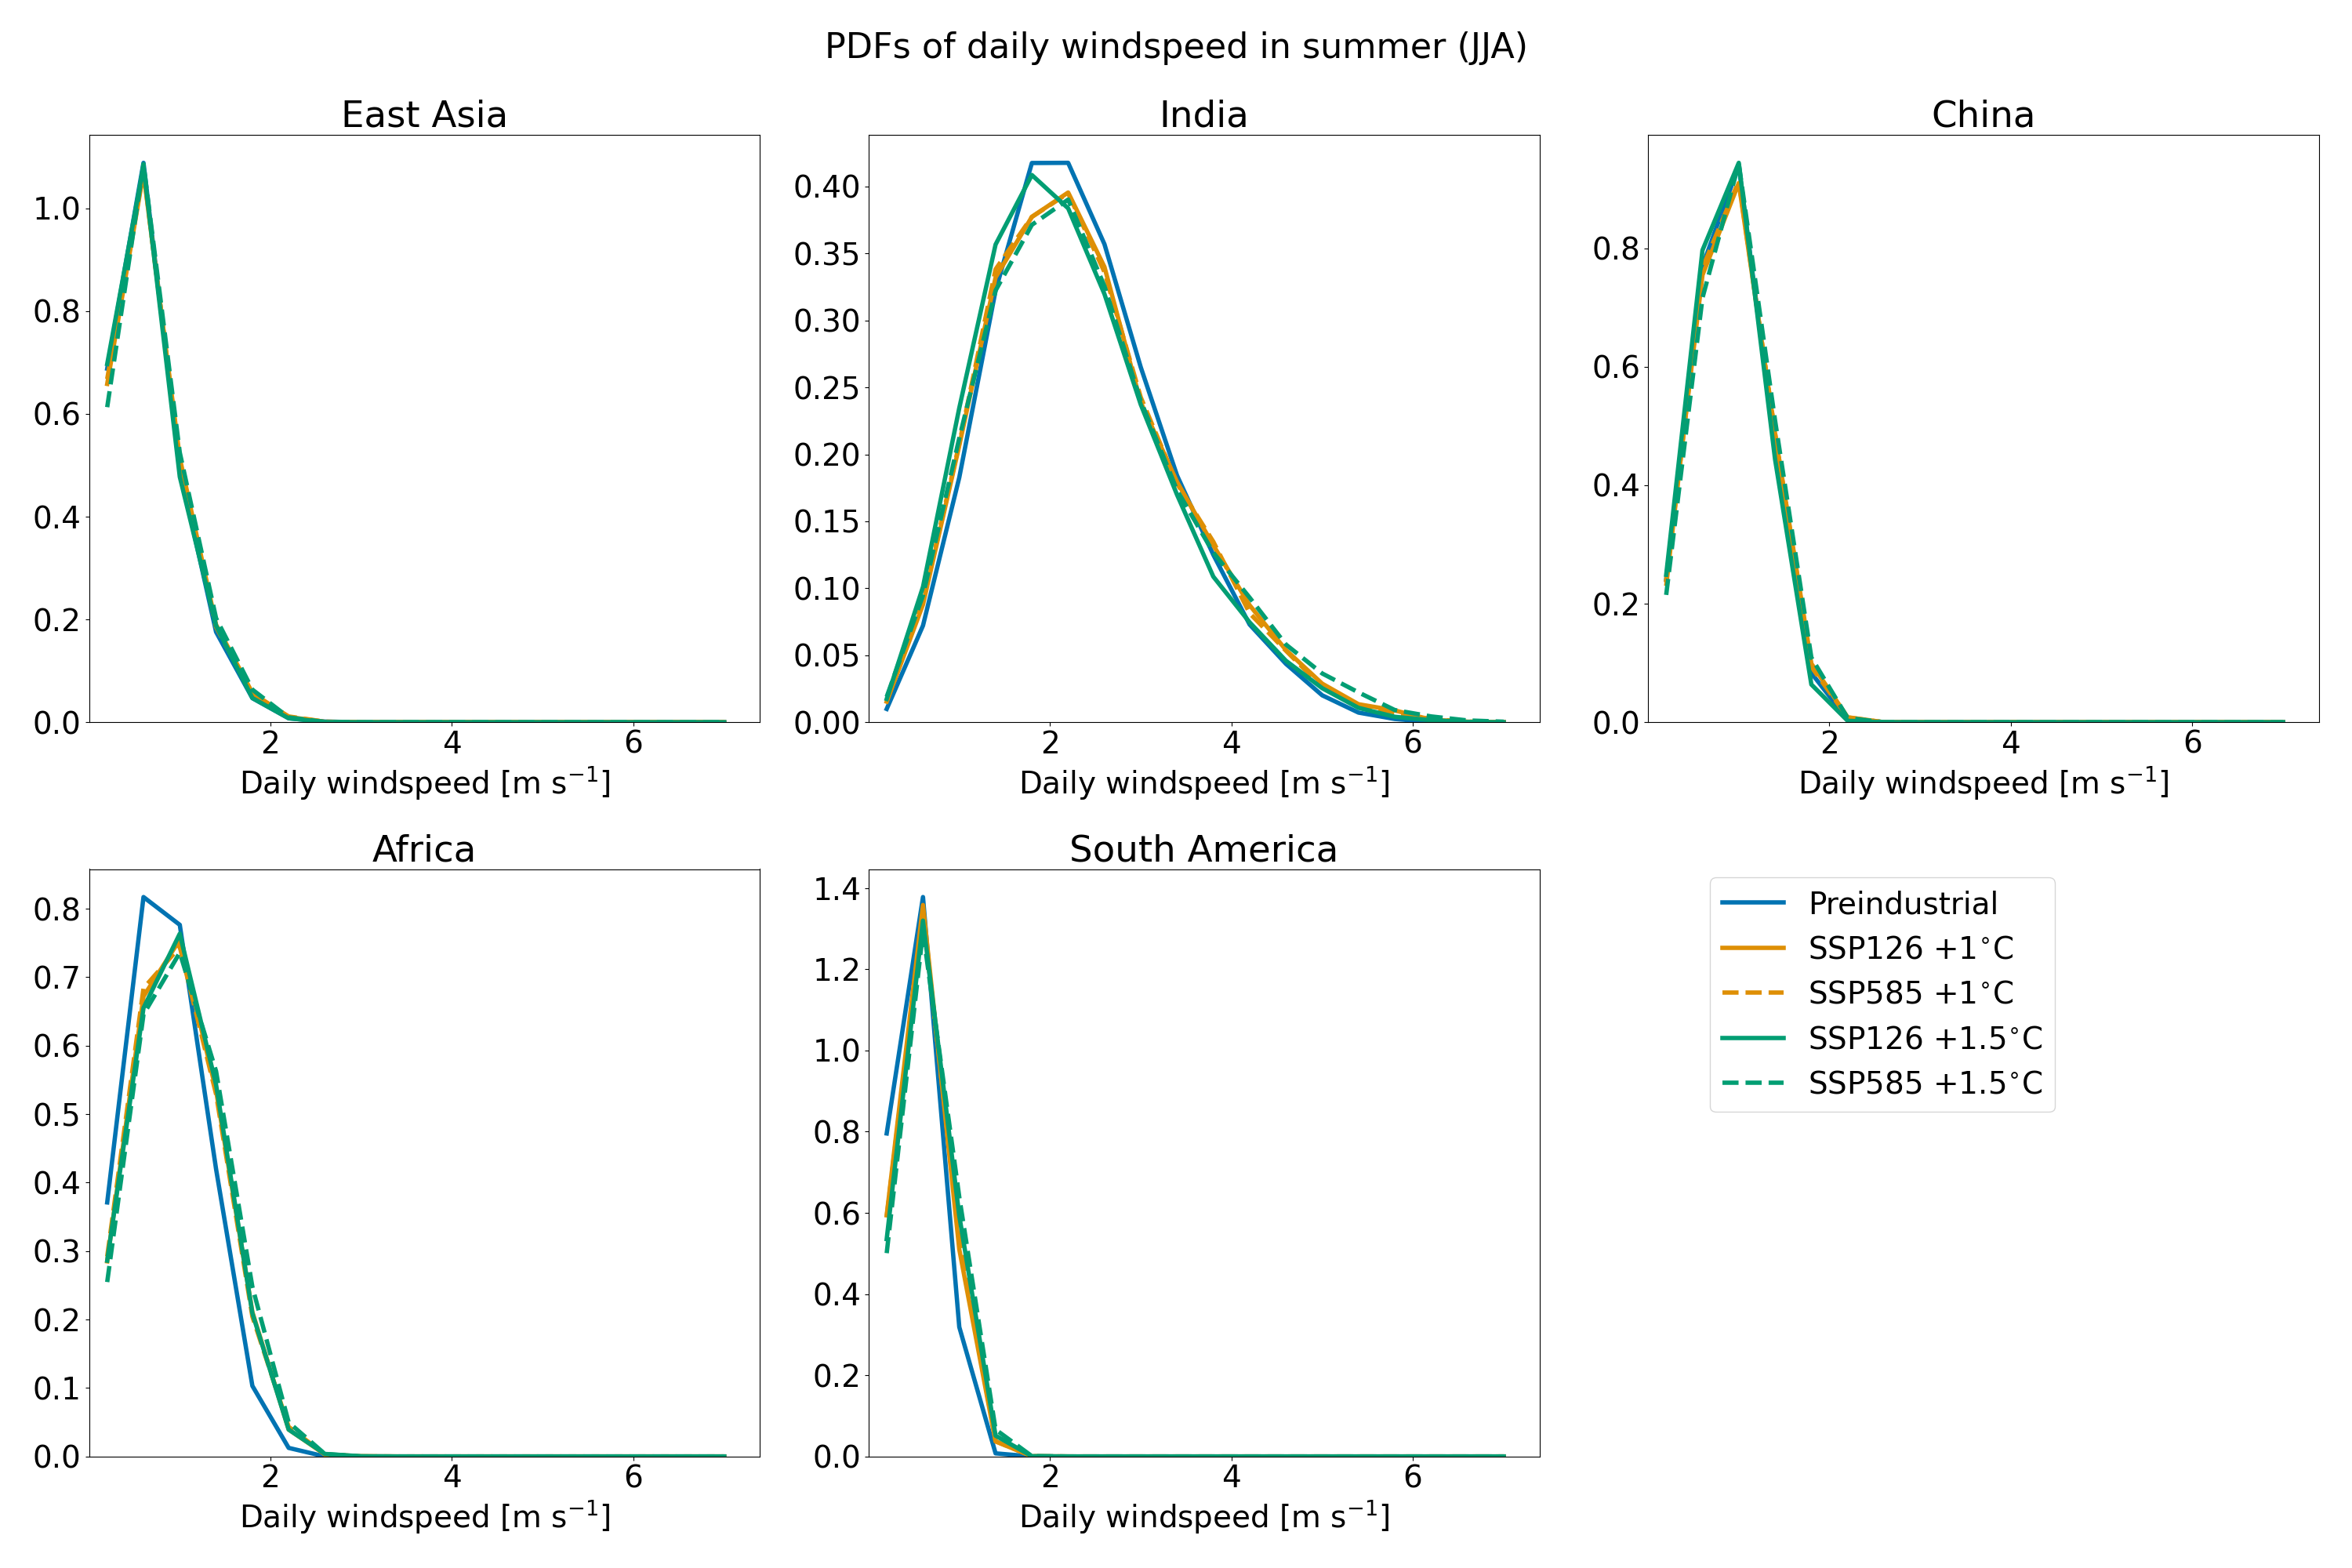 PDFs of daily windspeed in summer (JJA)
East Asia
1.0
0.8
0.6
0.4
0.2
0.0
2 4 6
Daily windspeed [m s⁻¹]
India
0.40
0.35
0.30
0.25
0.20
0.15
0.10
0.05
0.00
2 4 6
Daily windspeed [m s⁻¹]
China
0.8
0.6
0.4
0.2
0.0
2 4 6
Daily windspeed [m s⁻¹]
Africa
0.8
0.7
0.6
0.5
0.4
0.3
0.2
0.1
0.0
2 4 6
Daily windspeed [m s⁻¹]
South America
1.4
1.2
1.0
0.8
0.6
0.4
0.2
0.0
2 4 6
Daily windspeed [m s⁻¹]
Preindustrial
SSP126 +1°C
SSP585 +1°C
SSP126 +1.5°C
SSP585 +1.5°C